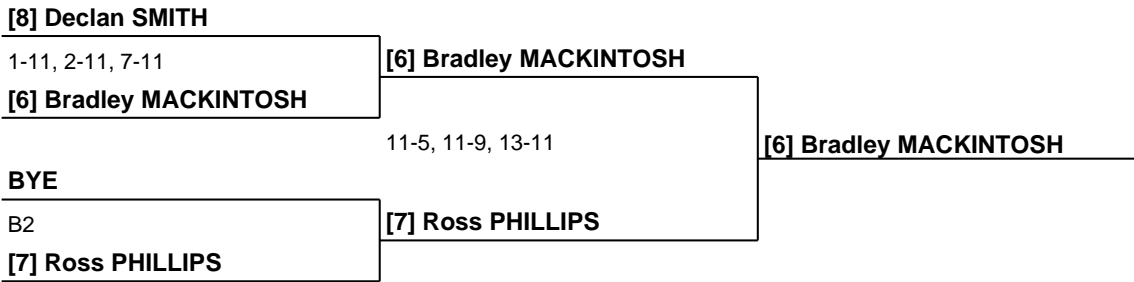 [8] Declan SMITH
1-11, 2-11, 7-11
[6] Bradley MACKINTOSH
[6] Bradley MACKINTOSH
11-5, 11-9, 13-11
[6] Bradley MACKINTOSH
BYE
B2
[7] Ross PHILLIPS
[7] Ross PHILLIPS